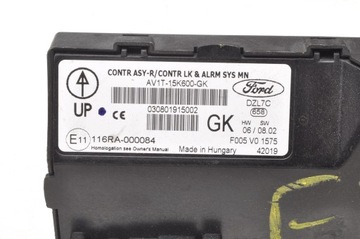 CONTR ASY-R/CONTR LK & ALRM SYS MN
AV1T-15K600-GK
Ford
DZL7C
658
UP
CE
030801915002
GK
HW SW
06 / 08.02
E11 116RA-000084
F005 V0 1575
Homologation see Owner's Manual
Made in Hungary
42019